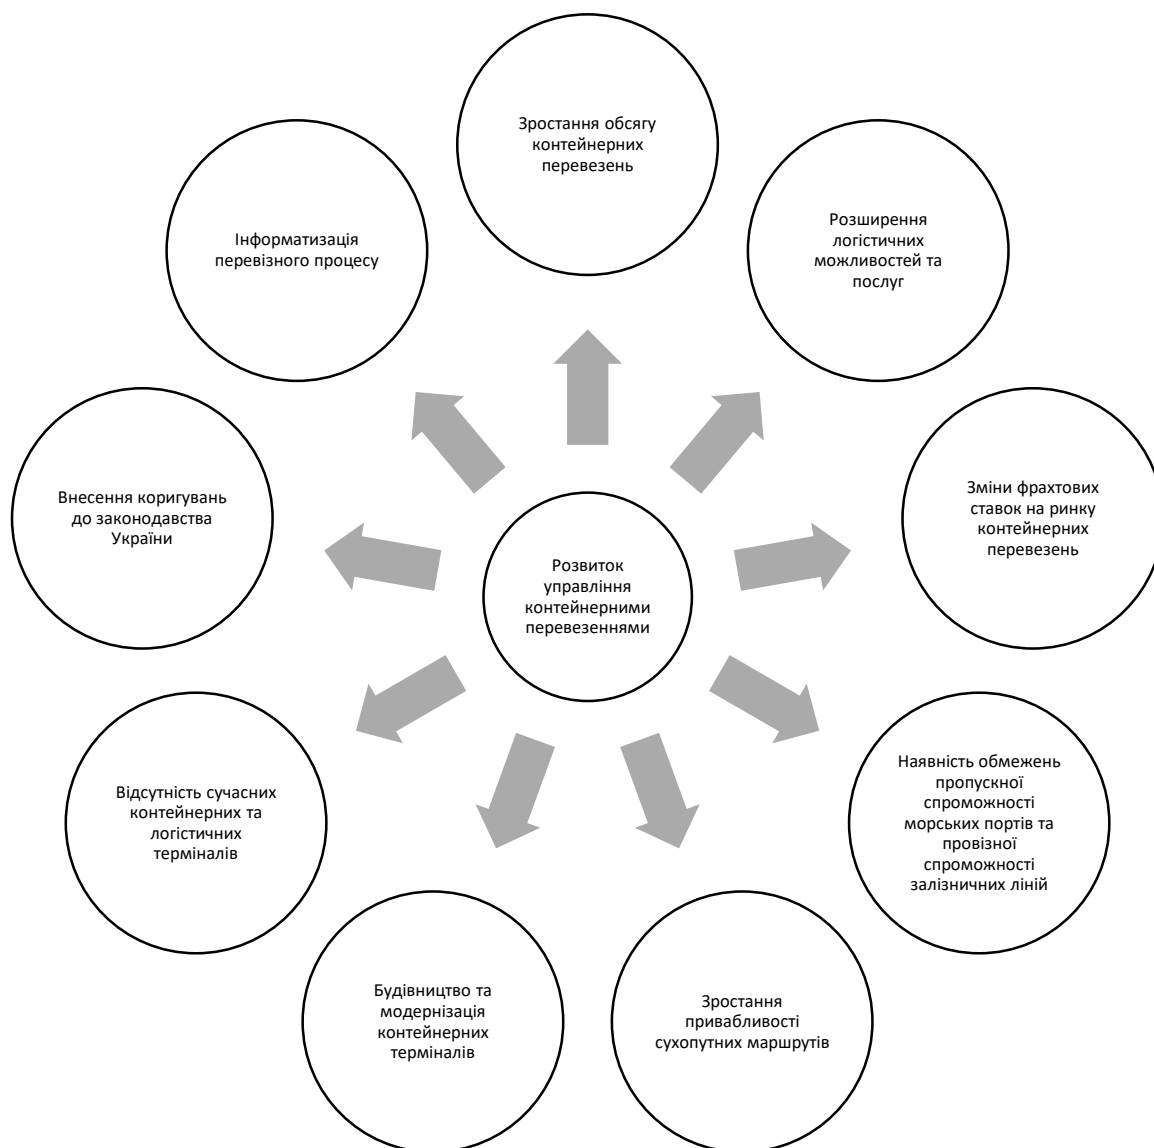 Зростання обсягу
контейнерних
перевезень
Розширення
логістичних
можливостей та
послуг
Зміни фрахтових
ставок на ринку
контейнерних
перевезень
Наявність обмежень
пропускної
спроможності
морських портів та
провізної
спроможності
залізничних ліній
Зростання
привабливості
сухопутних маршрутів
Будівництво та
модернізація
контейнерних
терміналів
Відсутність сучасних
контейнерних та
логістичних
терміналів
Внесення коригувань
до законодавства
України
Інформатизація
перевізного процесу
Розвиток
управління
контейнерними
перевезеннями